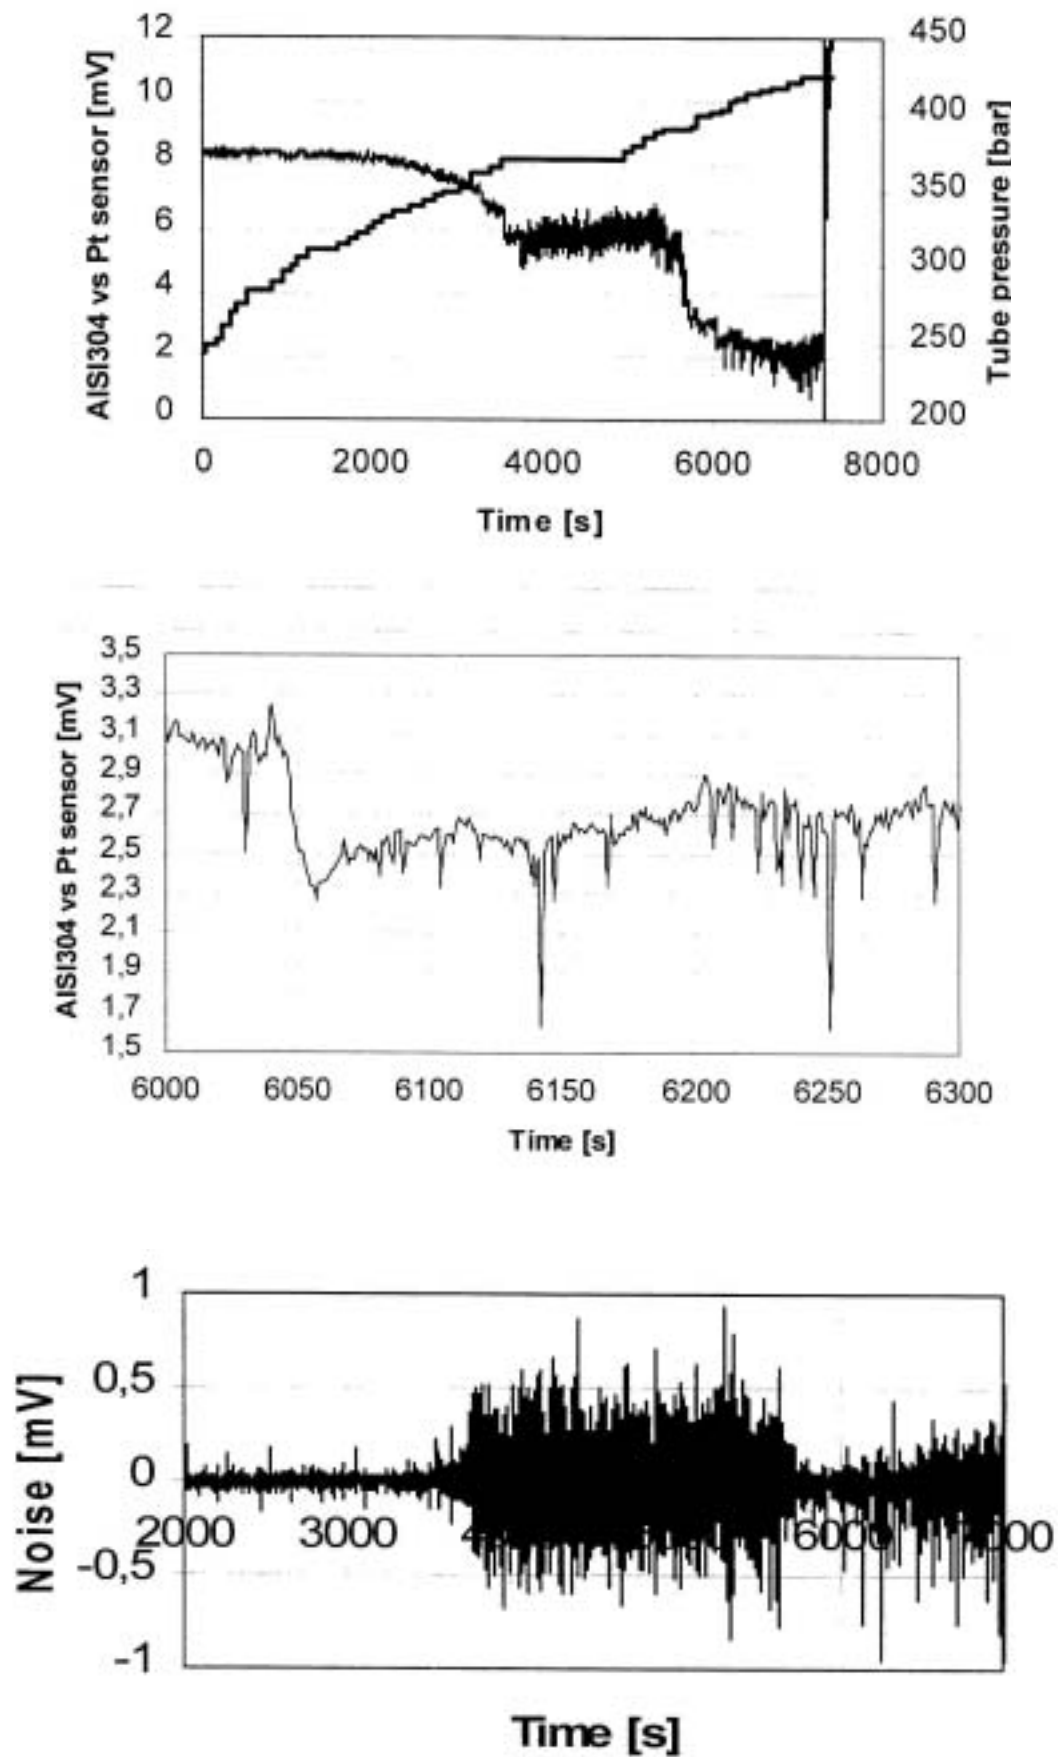 12
10
8
6
4
2
0
AISI304 vs Pt sensor [mV]
450
400
350
300
250
200
Tube pressure [bar]
0 2000 4000 6000 8000
Time [s]
3,5
3,3
3,1
2,9
2,7
2,5
2,3
2,1
1,9
1,7
1,5
AISI304 vs Pt sensor [mV]
6000 6050 6100 6150 6200 6250 6300
Time [s]
1
0,5
0
-0,5
-1
Noise [mV]
2000 3000 6000
Time [s]